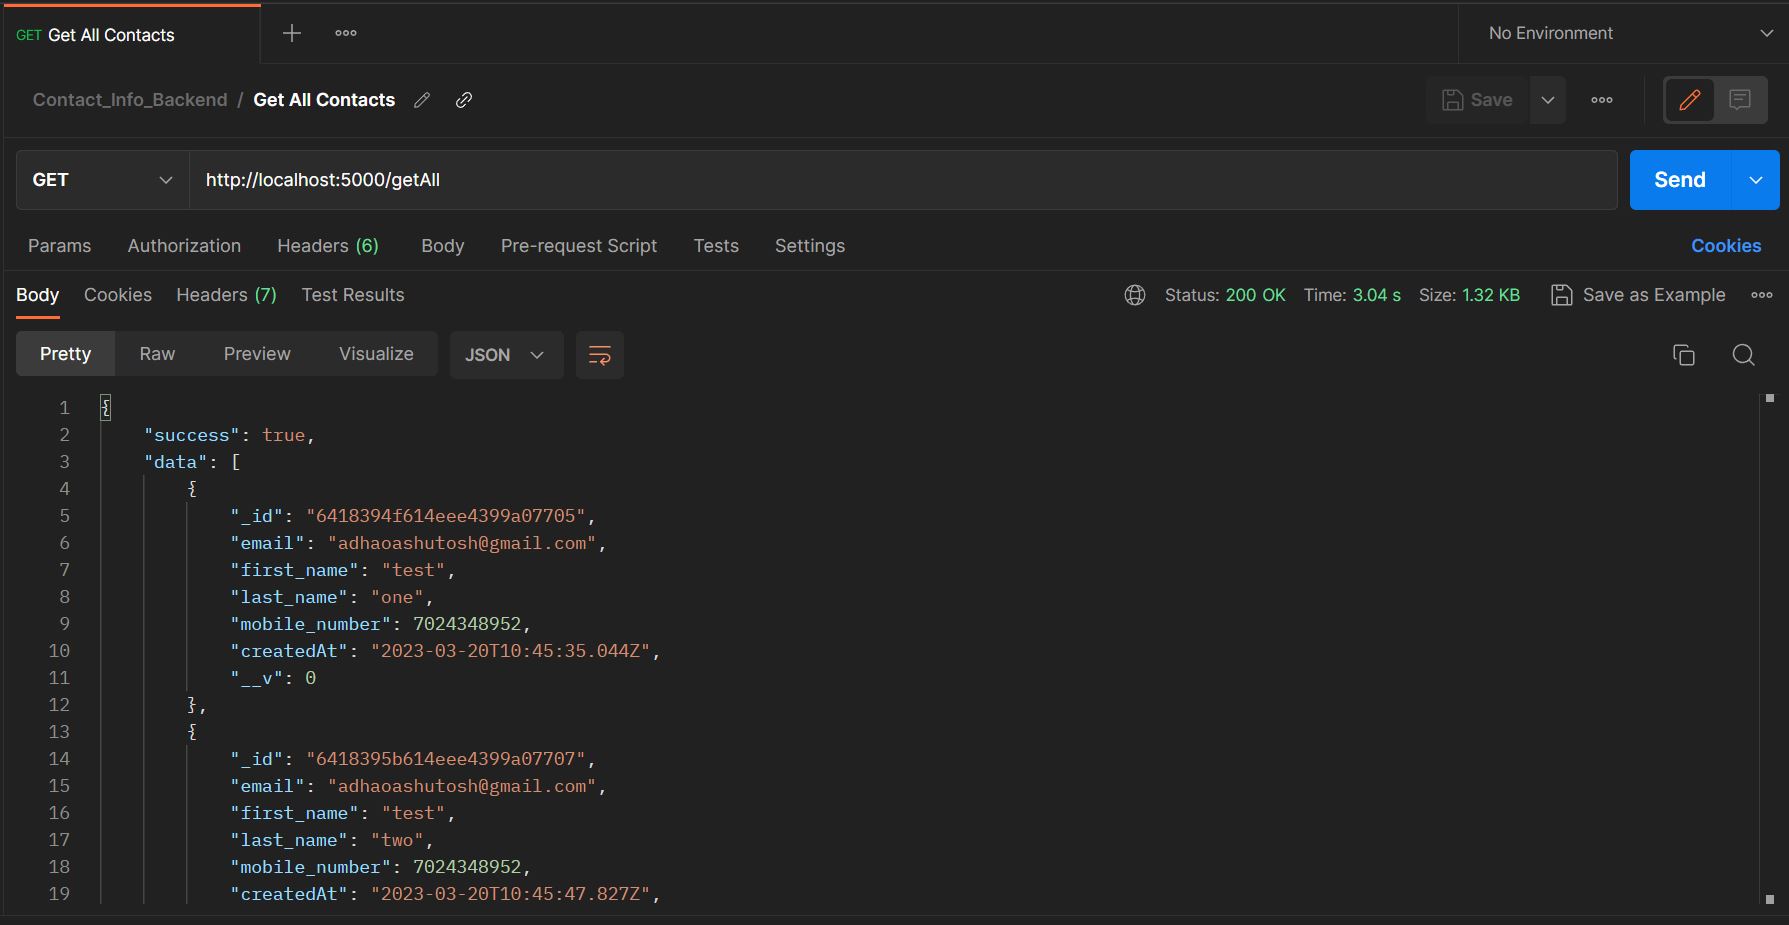 GET Get All Contacts
No Environment
Contact_Info_Backend / Get All Contacts
Save
GET http://localhost:5000/getAll Send
Params Authorization Headers (6) Body Pre-request Script Tests Settings Cookies
Body Cookies Headers (7) Test Results Status: 200 OK Time: 3.04 s Size: 1.32 KB Save as Example
Pretty Raw Preview Visualize JSON
1 {
2 "success": true,
3 "data": [
4 {
5 "_id": "6418394f614eee4399a07705",
6 "email": "adhaoashutosh@gmail.com",
7 "first_name": "test",
8 "last_name": "one",
9 "mobile_number": 7024348952,
10 "createdAt": "2023-03-20T10:45:35.044Z",
11 "__v": 0
12 },
13 {
14 "_id": "6418395b614eee4399a07707",
15 "email": "adhaoashutosh@gmail.com",
16 "first_name": "test",
17 "last_name": "two",
18 "mobile_number": 7024348952,
19 "createdAt": "2023-03-20T10:45:47.827Z",